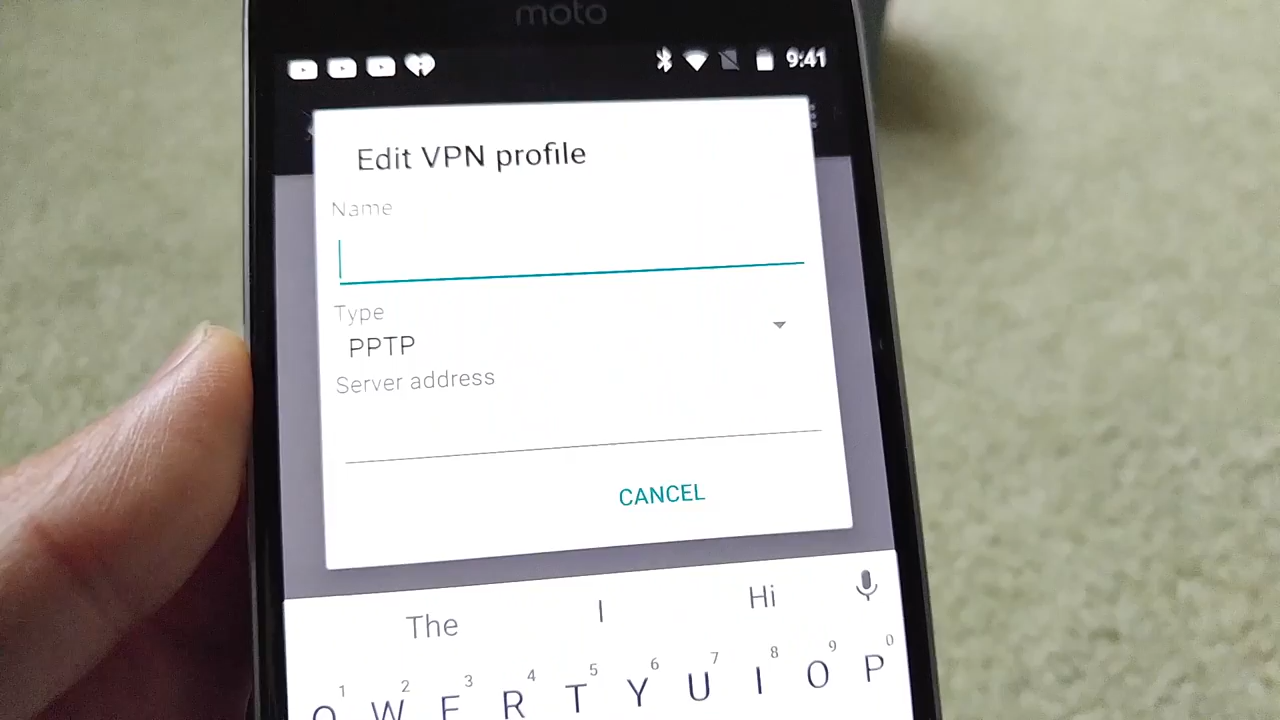 moto
9:41
Edit VPN profile
Name
Type
PPTP
Server address
CANCEL
The I Hi
1 2 3 4 5 6 7 8 9 0
Q W E R T Y U I O P